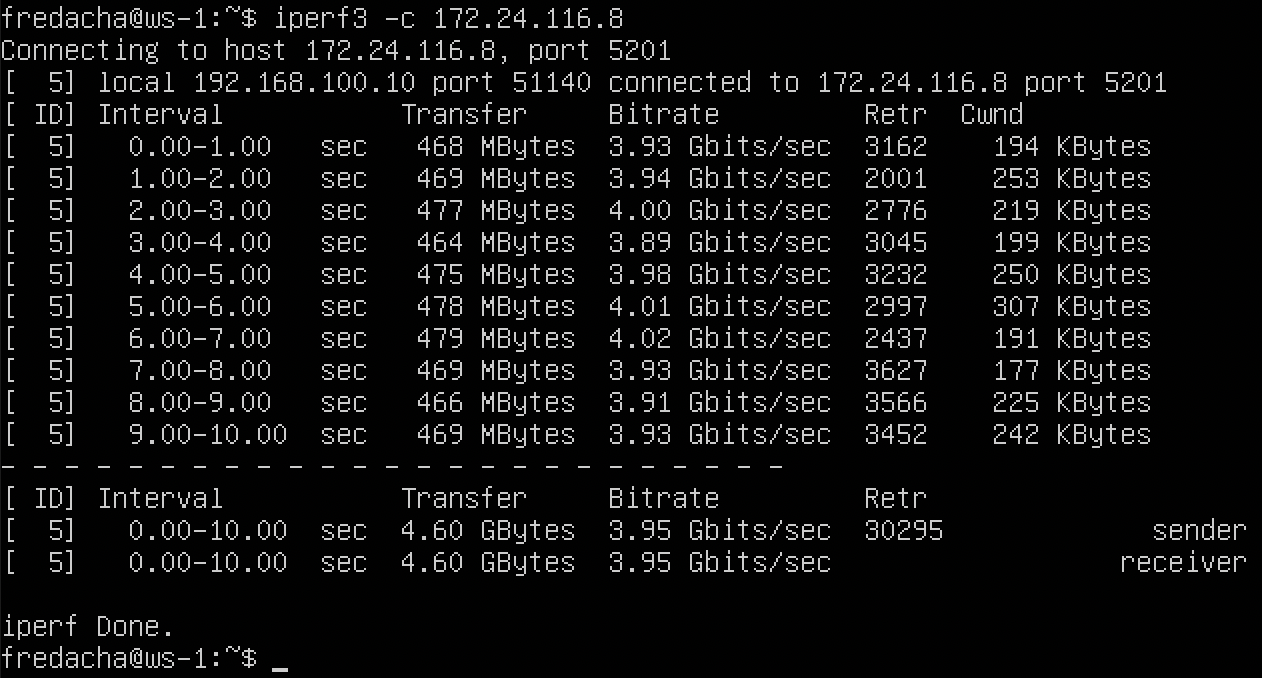 fredacha@ws-1:~$ iperf3 -c 172.24.116.8
Connecting to host 172.24.116.8, port 5201
[  5] local 192.168.100.10 port 51140 connected to 172.24.116.8 port 5201
[ ID] Interval           Transfer     Bitrate         Retr  Cwnd
[  5]   0.00-1.00   sec   468 MBytes  3.93 Gbits/sec  3162    194 KBytes
[  5]   1.00-2.00   sec   469 MBytes  3.94 Gbits/sec  2001    253 KBytes
[  5]   2.00-3.00   sec   477 MBytes  4.00 Gbits/sec  2776    219 KBytes
[  5]   3.00-4.00   sec   464 MBytes  3.89 Gbits/sec  3045    199 KBytes
[  5]   4.00-5.00   sec   475 MBytes  3.98 Gbits/sec  3232    250 KBytes
[  5]   5.00-6.00   sec   478 MBytes  4.01 Gbits/sec  2997    307 KBytes
[  5]   6.00-7.00   sec   479 MBytes  4.02 Gbits/sec  2437    191 KBytes
[  5]   7.00-8.00   sec   469 MBytes  3.93 Gbits/sec  3627    177 KBytes
[  5]   8.00-9.00   sec   466 MBytes  3.91 Gbits/sec  3566    225 KBytes
[  5]   9.00-10.00  sec   469 MBytes  3.93 Gbits/sec  3452    242 KBytes
- - - - - - - - - - - - - - - - - - - - - - - - -
[ ID] Interval           Transfer     Bitrate         Retr
[  5]   0.00-10.00  sec  4.60 GBytes  3.95 Gbits/sec  30295             sender
[  5]   0.00-10.00  sec  4.60 GBytes  3.95 Gbits/sec                  receiver
iperf Done.
fredacha@ws-1:~$ _